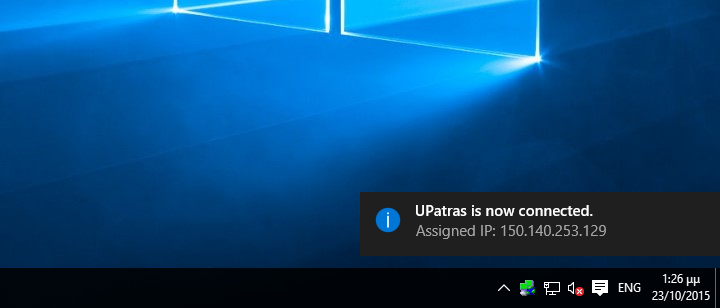 UPatras is now connected.
Assigned IP: 150.140.253.129
ENG
1:26 μμ
23/10/2015